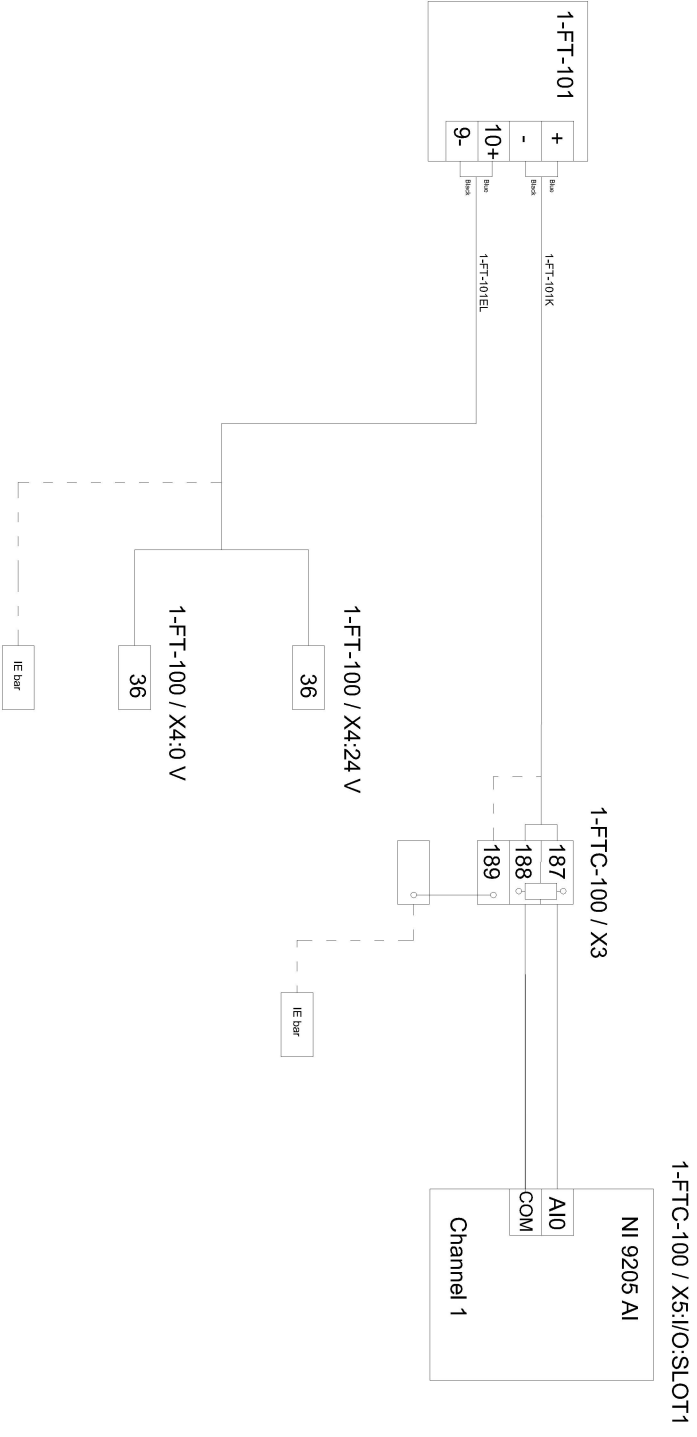 1-FT-101
+
-
10+
9-
Blue
Black
Blue
Black
1-FT-101K
1-FT-101EL
1-FT-100 / X4:24 V
36
1-FT-100 / X4:0 V
36
IE bar
1-FTC-100 / X3
187
188
189
IE bar
1-FTC-100 / X5:I/O:SLOT1
NI 9205 AI
AI0
COM
Channel 1